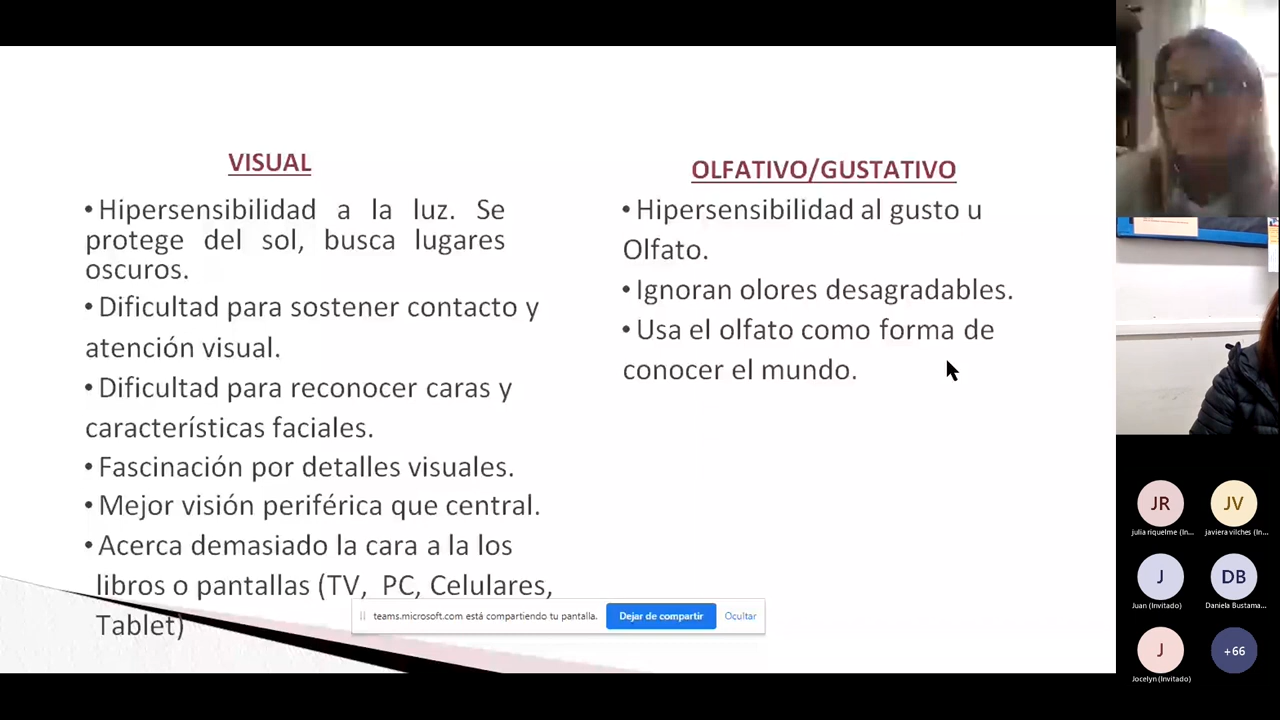 VISUAL
•Hipersensibilidad a la luz. Se
protege del sol, busca lugares
oscuros.
•Dificultad para sostener contacto y
atención visual.
•Dificultad para reconocer caras y
características faciales.
•Fascinación por detalles visuales.
•Mejor visión periférica que central.
•Acerca demasiado la cara a la los
libros o pantallas (TV, PC, Celulares,
Tablet)
OLFATIVO/GUSTATIVO
•Hipersensibilidad al gusto u
Olfato.
•Ignoran olores desagradables.
•Usa el olfato como forma de
conocer el mundo.
teams.microsoft.com está compartiendo tu pantalla.
Dejar de compartir
Ocultar
JR
julia riquelme (In...
JV
javiera vilches (In...
J
Juan (Invitado)
DB
Daniela Bustama...
J
Jocelyn (Invitado)
+66